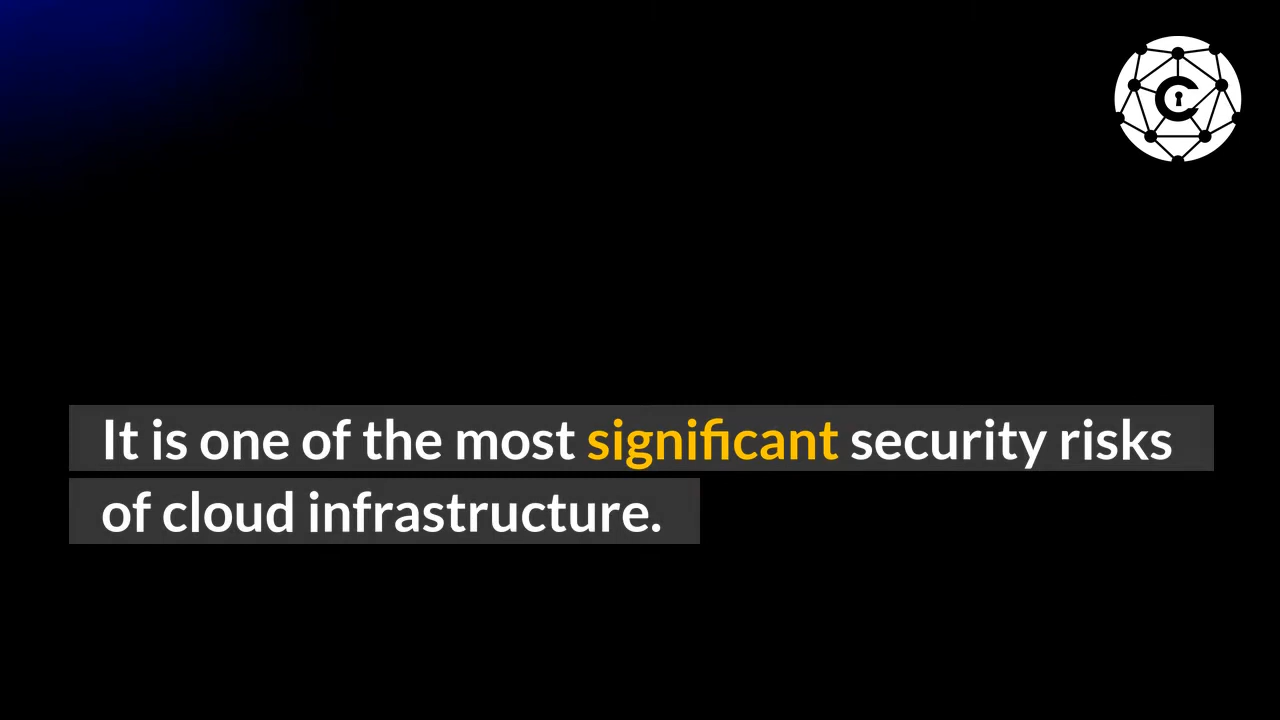 It is one of the most significant security risks
of cloud infrastructure.